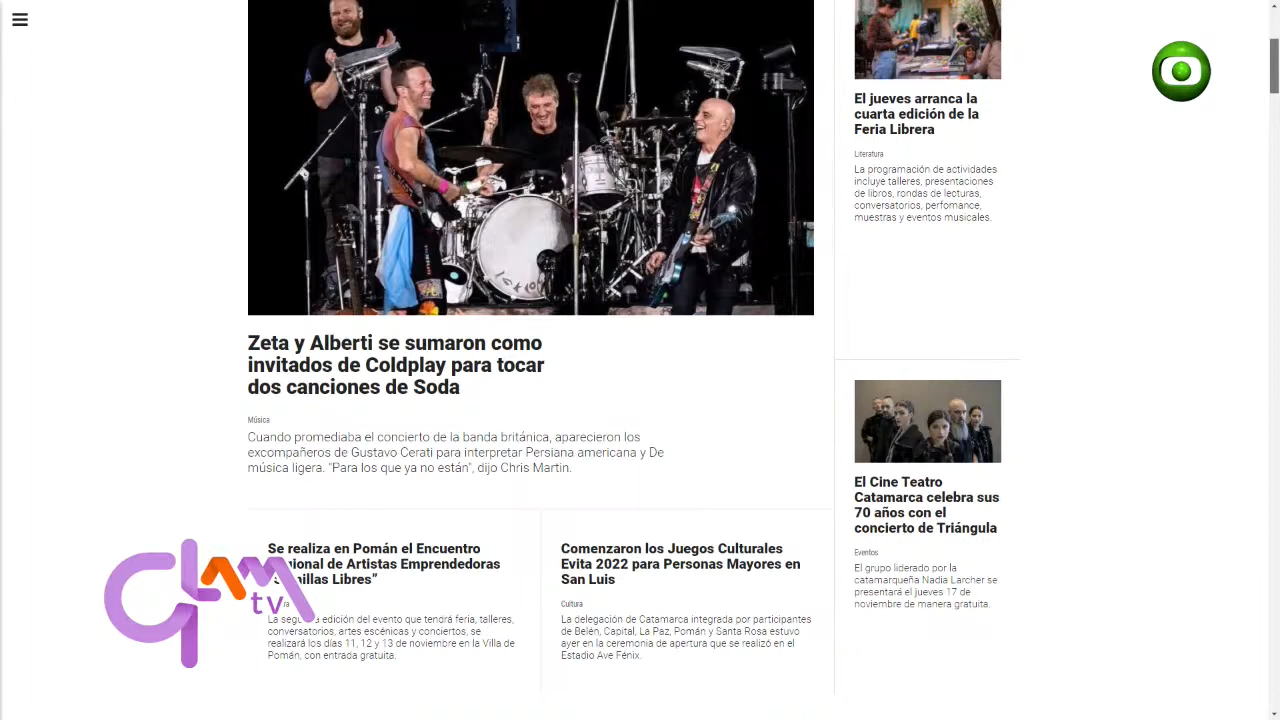 Zeta y Alberti se sumaron como
invitados de Coldplay para tocar
dos canciones de Soda
Música
Cuando promediaba el concierto de la banda británica, aparecieron los
excompañeros de Gustavo Cerati para interpretar Persiana americana y De
música ligera. "Para los que ya no están", dijo Chris Martin.
Se realiza en Pomán el Encuentro
de Artistas Emprendedoras
Libres”
La edición del evento que tendrá feria, talleres,
conversatorios, artes escénicas y conciertos, se
realizará los días 11, 12 y 13 de noviembre en la Villa de
Pomán, con entrada gratuita.
tv
Comenzaron los Juegos Culturales
Evita 2022 para Personas Mayores en
San Luis
Cultura
La delegación de Catamarca integrada por participantes
de Belén, Capital, La Paz, Pomán y Santa Rosa estuvo
ayer en la ceremonia de apertura que se realizó en el
Estadio Ave Fénix.
El jueves arranca la
cuarta edición de la
Feria Librera
Literatura
La programación de actividades
incluye talleres, presentaciones
de libros, rondas de lecturas,
conversatorios, perfomance,
muestras y eventos musicales.
El Cine Teatro
Catamarca celebra sus
70 años con el
concierto de Triángula
Eventos
El grupo liderado por la
catamarqueña Nadia Larcher se
presentará el jueves 17 de
noviembre de manera gratuita.